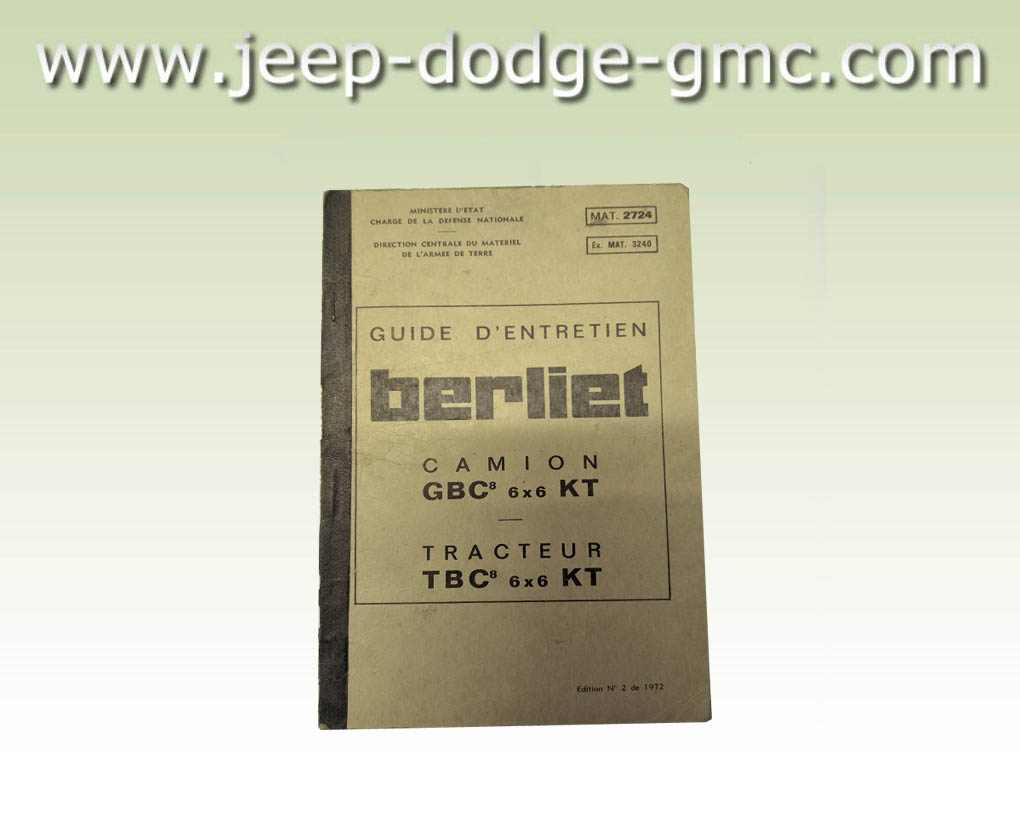 www.jeep-dodge-gmc.com
MINISTERE D'ETAT
CHARGE DE LA DEFENSE NATIONALE
DIRECTION CENTRALE DU MATERIEL
DE L'ARMEE DE TERRE
MAT. 2724
Ex. MAT. 3240
GUIDE D'ENTRETIEN
berliet
CAMION
GBC⁸ 6x6 KT
TRACTEUR
TBC⁸ 6x6 KT
Edition N° 2 de 1972